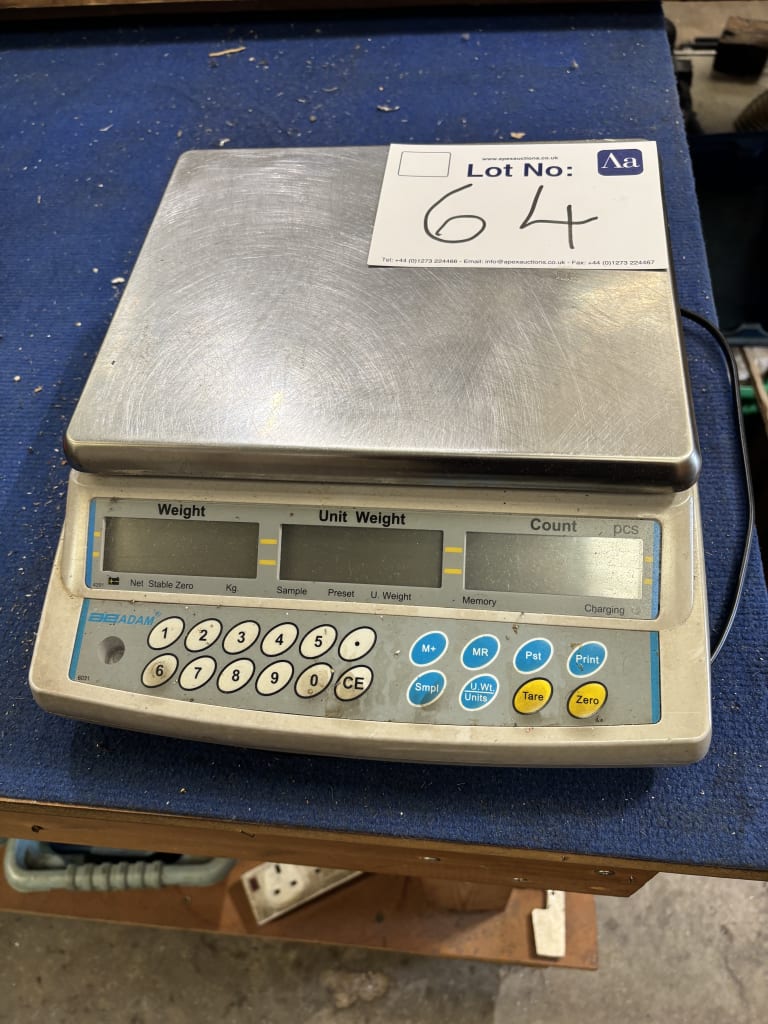 www.apexauctions.co.uk
Aa
Lot No:
64
Tel: +44 (0)1273 224466 - Email: info@apexauctions.co.uk - Fax: +44 (0)1273 224467
Weight Unit Weight Count pcs
Net Stable Zero Kg Sample Preset U. Weight Memory Charging
ADAM®
1 2 3 4 5 • M+ MR Pst Print
6 7 8 9 0 CE Smpl U.Wt. Units Tare Zero